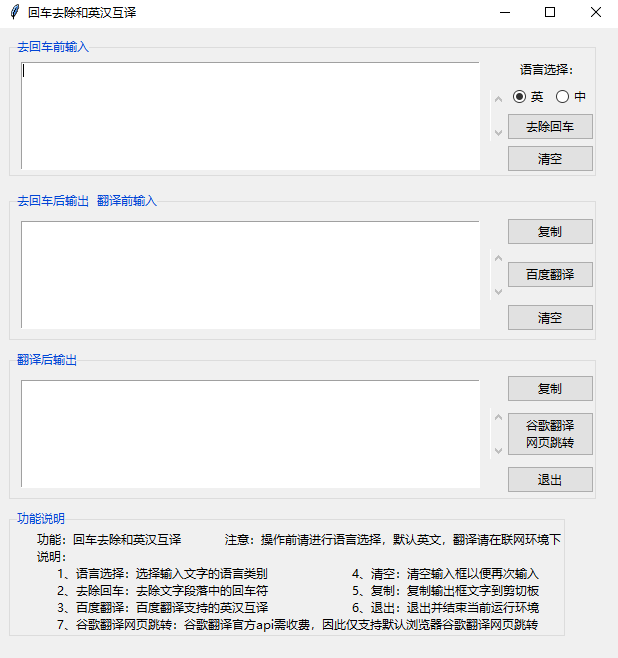 回车去除和英汉互译
去回车前输入
语言选择：
英 中
去除回车
清空
去回车后输出 翻译前输入
复制
百度翻译
清空
翻译后输出
复制
谷歌翻译
网页跳转
退出
功能说明
功能：回车去除和英汉互译 注意：操作前请进行语言选择，默认英文，翻译请在联网环境下
说明：
1、语言选择：选择输入文字的语言类别 4、清空：清空输入框以便再次输入
2、去除回车：去除文字段落中的回车符 5、复制：复制输出框文字到剪切板
3、百度翻译：百度翻译支持的英汉互译 6、退出：退出并结束当前运行环境
7、谷歌翻译网页跳转：谷歌翻译官方api需收费，因此仅支持默认浏览器谷歌翻译网页跳转